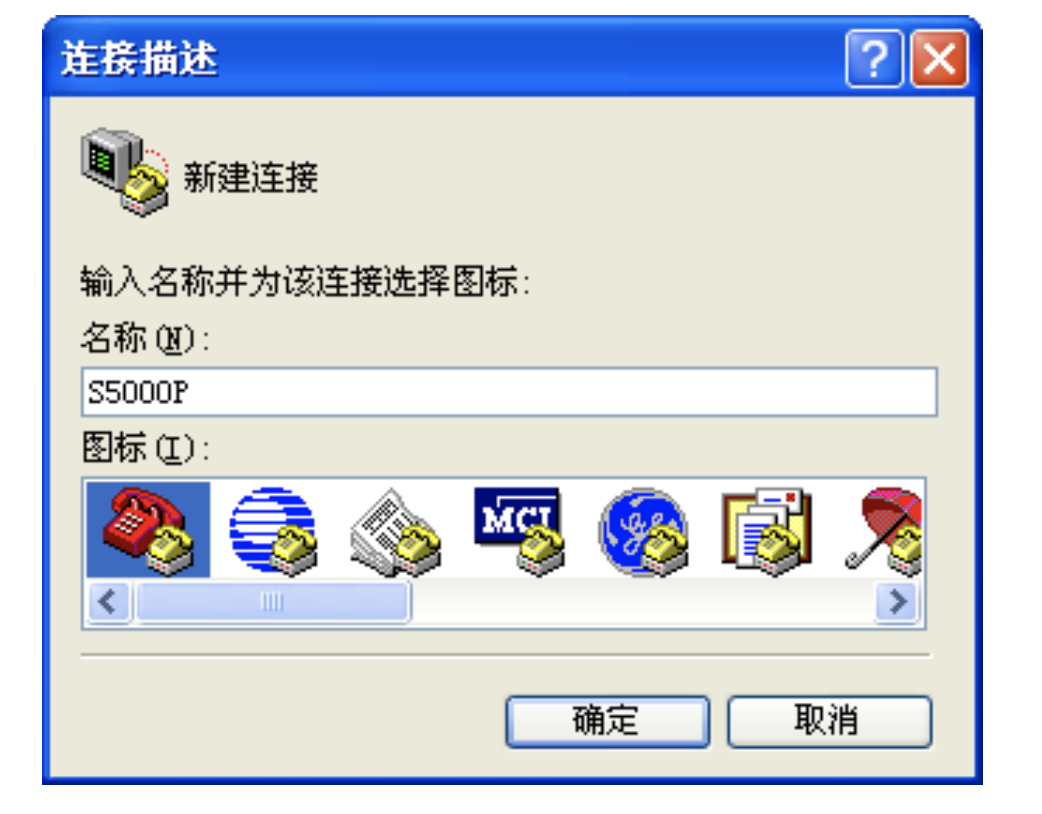 连接描述
新建连接
输入名称并为该连接选择图标:
名称(N):
S5000P
图标(I):
MCI
确定 取消